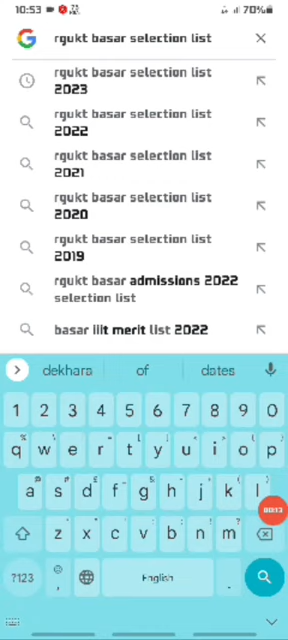 10:53 70%
rgukt basar selection list
rgukt basar selection list
2023
rgukt basar selection list
2022
rgukt basar selection list
2021
rgukt basar selection list
2020
rgukt basar selection list
2019
rgukt basar admissions 2022
selection list
basar iiit merit list 2022
dekhara of dates
1 2 3 4 5 6 7 8 9 0
q w e r t y u i o p
a s d f g h j k l
00:13
z x c v b n m
?123 , English .